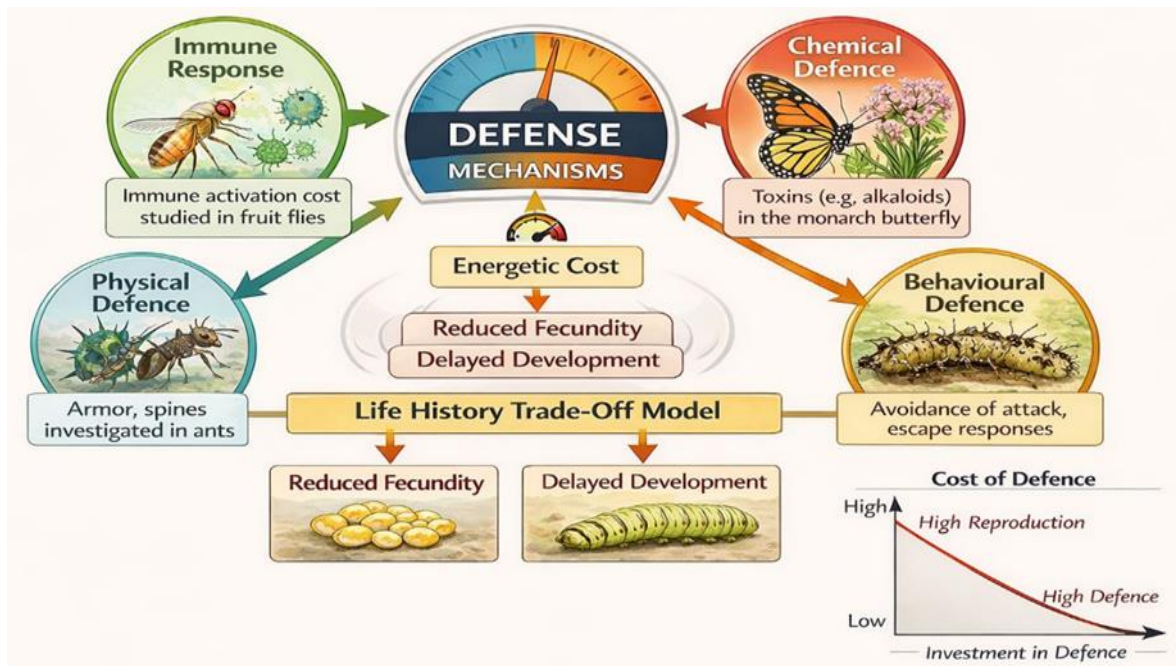 Immune
Response
Immune activation cost
studied in fruit flies
DEFENSE
MECHANISMS
Chemical
Defence
Toxins (e.g, alkaloids)
in the monarch butterfly
Physical
Defence
Armor, spines
investigated in ants
Energetic Cost
Reduced Fecundity
Delayed Development
Behavioural
Defence
Avoidance of attack,
escape responses
Life History Trade-Off Model
Reduced Fecundity
Delayed Development
Cost of Defence
High
High Reproduction
High Defence
Low
Investment in Defence